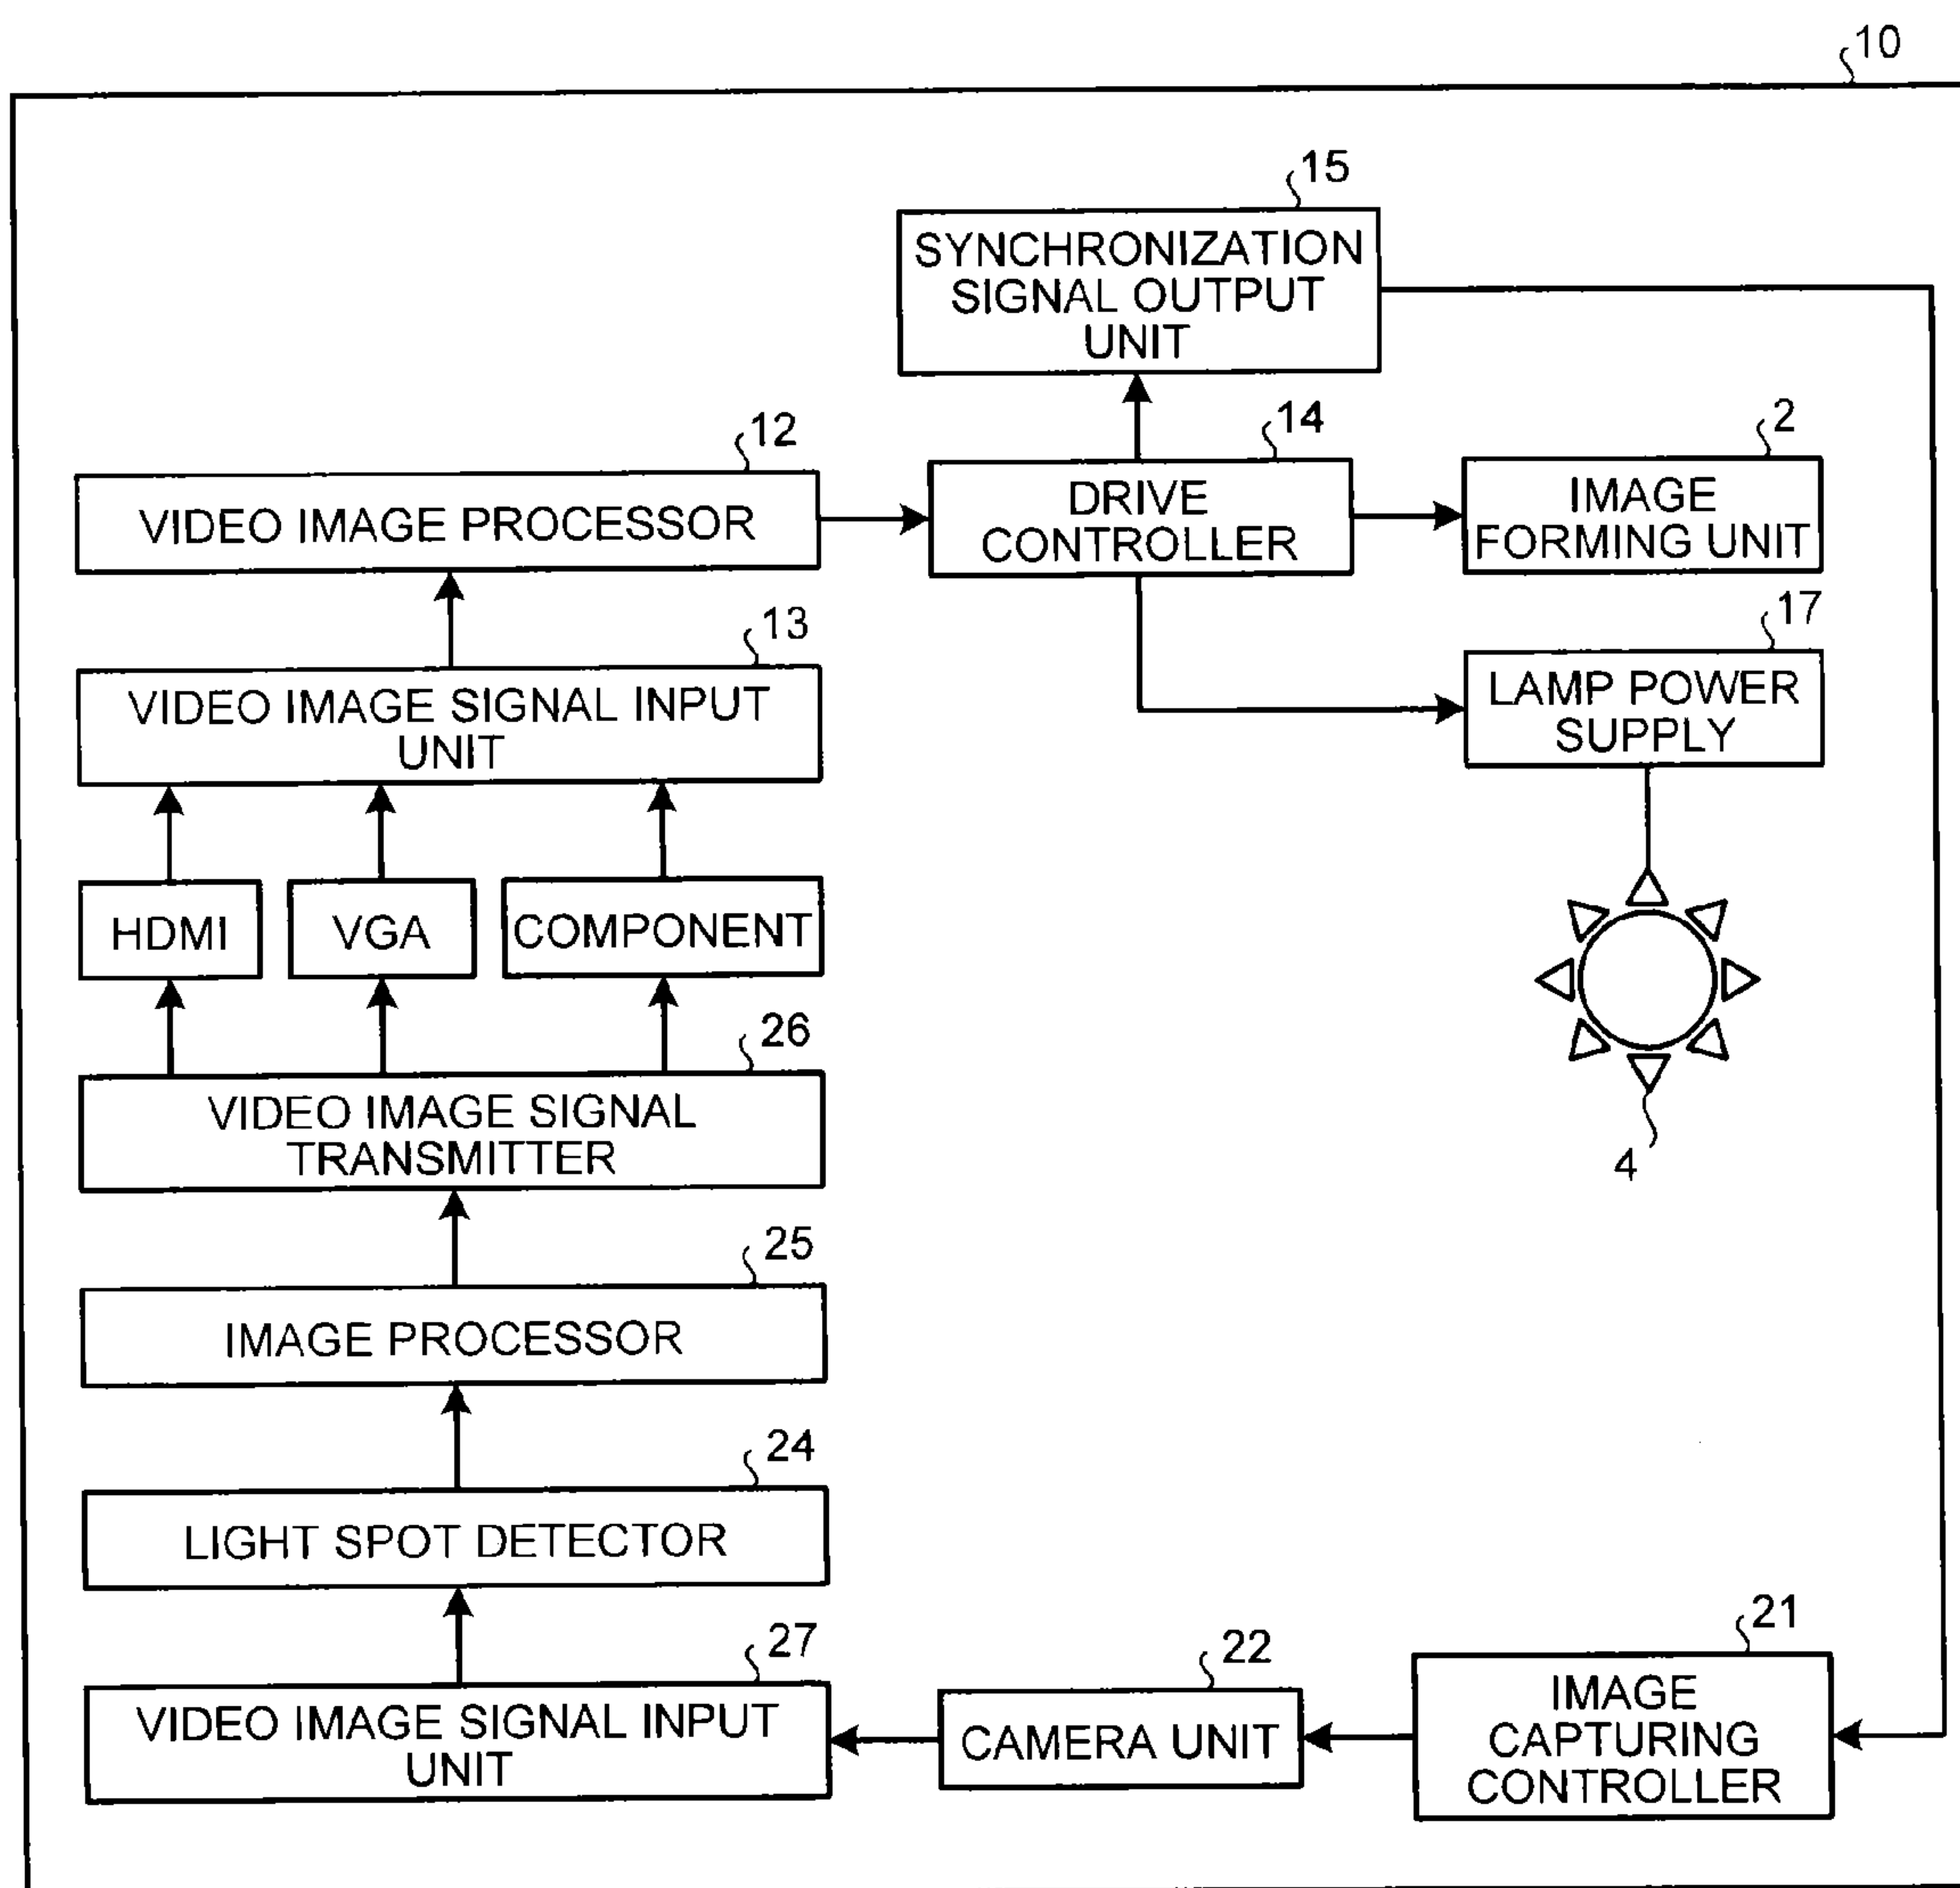 10
15
SYNCHRONIZATION
SIGNAL OUTPUT
UNIT
12
VIDEO IMAGE PROCESSOR
14
DRIVE
CONTROLLER
2
IMAGE
FORMING UNIT
13
VIDEO IMAGE SIGNAL INPUT
UNIT
17
LAMP POWER
SUPPLY
HDMI
VGA
COMPONENT
4
26
VIDEO IMAGE SIGNAL
TRANSMITTER
25
IMAGE PROCESSOR
24
LIGHT SPOT DETECTOR
27
VIDEO IMAGE SIGNAL INPUT
UNIT
22
CAMERA UNIT
21
IMAGE
CAPTURING
CONTROLLER